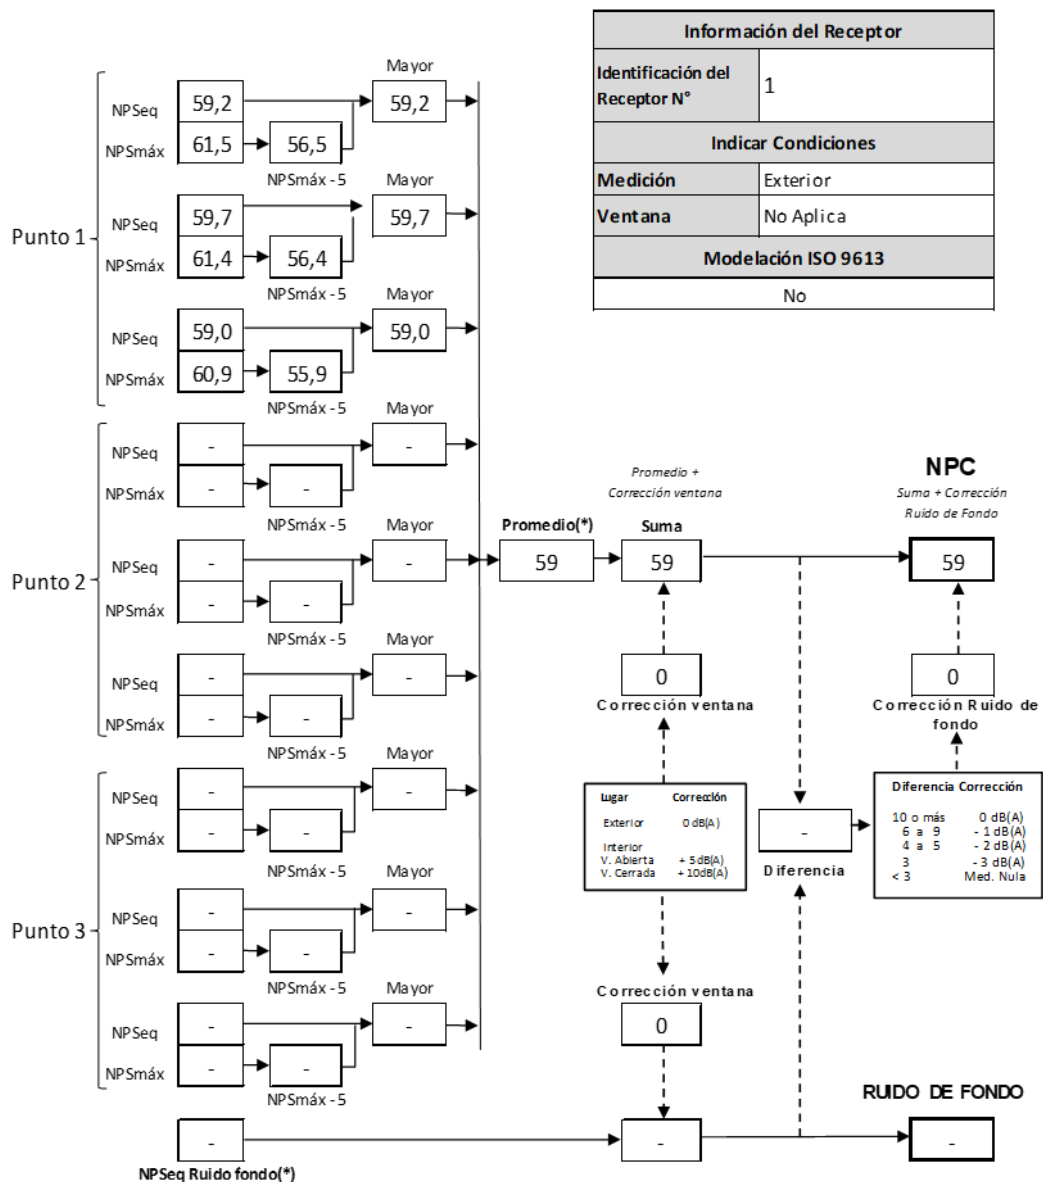 Información del Receptor
Identificación del Receptor N°
1
Indicar Condiciones
Medición
Exterior
Ventana
No Aplica
Modelación ISO 9613
No
Punto 1
Mayor
NPSeq
59,2
59,2
NPSmáx
61,5
56,5
NPSmáx - 5
Mayor
NPSeq
59,7
59,7
NPSmáx
61,4
56,4
NPSmáx - 5
Mayor
NPSeq
59,0
59,0
NPSmáx
60,9
55,9
NPSmáx - 5
Punto 2
Mayor
NPSeq
-
-
NPSmáx
-
-
NPSmáx - 5
Mayor
NPSeq
-
-
NPSmáx
-
-
NPSmáx - 5
Mayor
NPSeq
-
-
NPSmáx
-
-
NPSmáx - 5
Punto 3
Mayor
NPSeq
-
-
NPSmáx
-
-
NPSmáx - 5
Mayor
NPSeq
-
-
NPSmáx
-
-
NPSmáx - 5
Mayor
NPSeq
-
-
NPSmáx
-
-
NPSmáx - 5
Promedio(*)
59
Promedio +
Corrección ventana
Suma
59
NPC
Suma + Corrección
Ruido de Fondo
59
0
Corrección ventana
0
Corrección Ruido de
fondo
Lugar Corrección
Exterior 0 dB(A)
Interior
V. Abierta + 5dB(A)
V. Cerrada + 10dB(A)
-
Diferencia
Diferencia Corrección
10 o más 0 dB(A)
6 a 9 - 1 dB(A)
4 a 5 - 2 dB(A)
3 - 3 dB(A)
< 3 Med. Nula
Corrección ventana
0
RUIDO DE FONDO
-
-
-
NPSeq Ruido fondo(*)